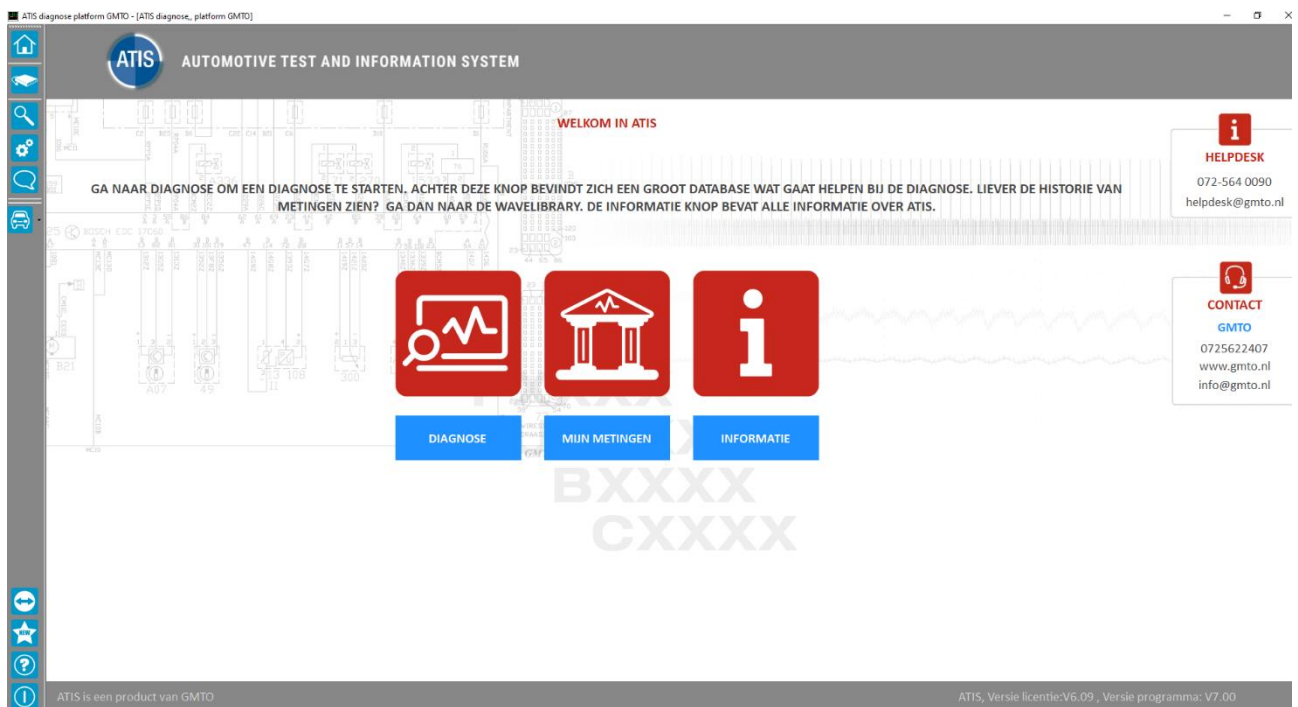 ATIS diagnose platform GMTO - [ATIS diagnose,, platform GMTO]
ATIS
AUTOMOTIVE TEST AND INFORMATION SYSTEM
WELKOM IN ATIS
GA NAAR DIAGNOSE OM EEN DIAGNOSE TE STARTEN. ACHTER DEZE KNOP BEVINDT ZICH EEN GROOT DATABASE WAT GAAT HELPEN BIJ DE DIAGNOSE. LIEVER DE HISTORIE VAN
METINGEN ZIEN? GA DAN NAAR DE WAVELIBRARY. DE INFORMATIE KNOP BEVAT ALLE INFORMATIE OVER ATIS.
HELPDESK
072-564 0090
helpdesk@gmto.nl
CONTACT
GMTO
0725622407
www.gmto.nl
info@gmto.nl
DIAGNOSE
MIJN METINGEN
INFORMATIE
BXXXX
CXXXX
NEW
ATIS is een product van GMTO
ATIS, Versie licentie:V6.09 , Versie programma: V7.00